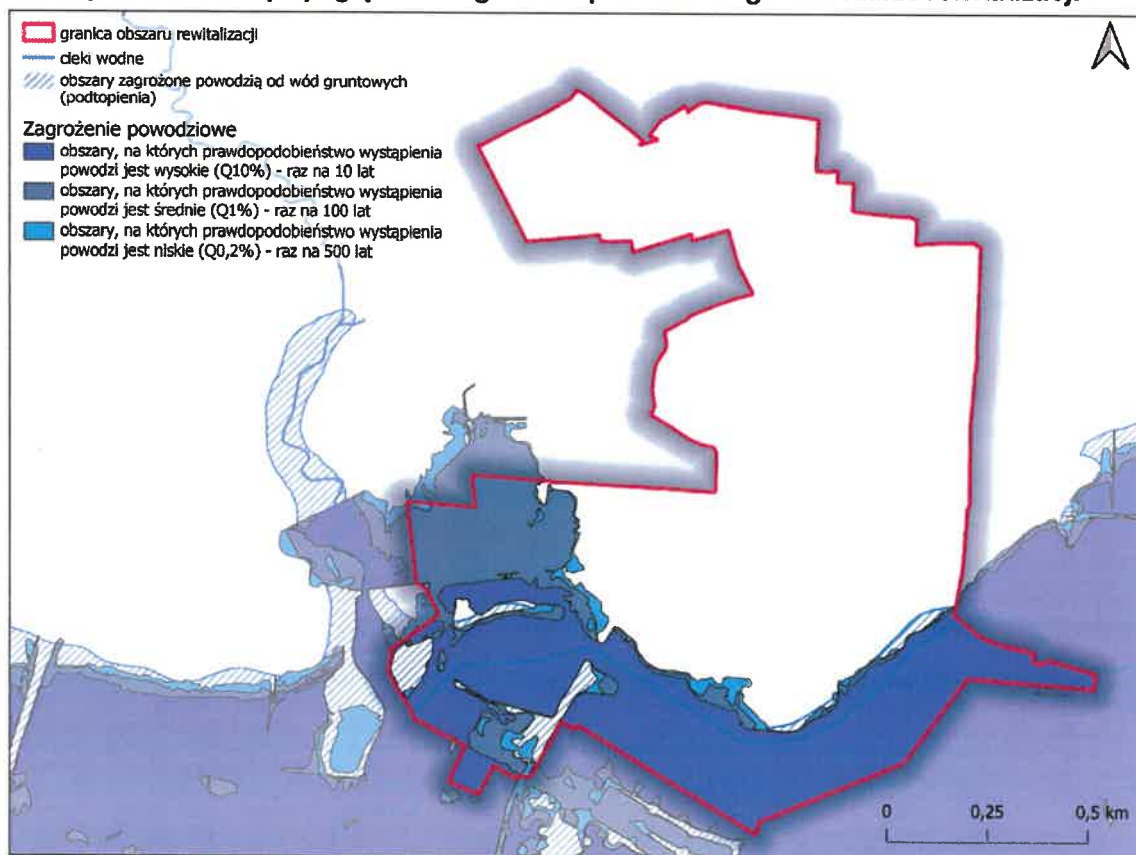 granica obszaru rewitalizacji
cieki wodne
obszary zagrożone powodzią od wód gruntowych
(podtopienia)
Zagrożenie powodziowe
obszary, na których prawdopodobieństwo wystąpienia
powodzi jest wysokie (Q10%) - raz na 10 lat
obszary, na których prawdopodobieństwo wystąpienia
powodzi jest średnie (Q1%) - raz na 100 lat
obszary, na których prawdopodobieństwo wystąpienia
powodzi jest niskie (Q0,2%) - raz na 500 lat
0 0,25 0,5 km